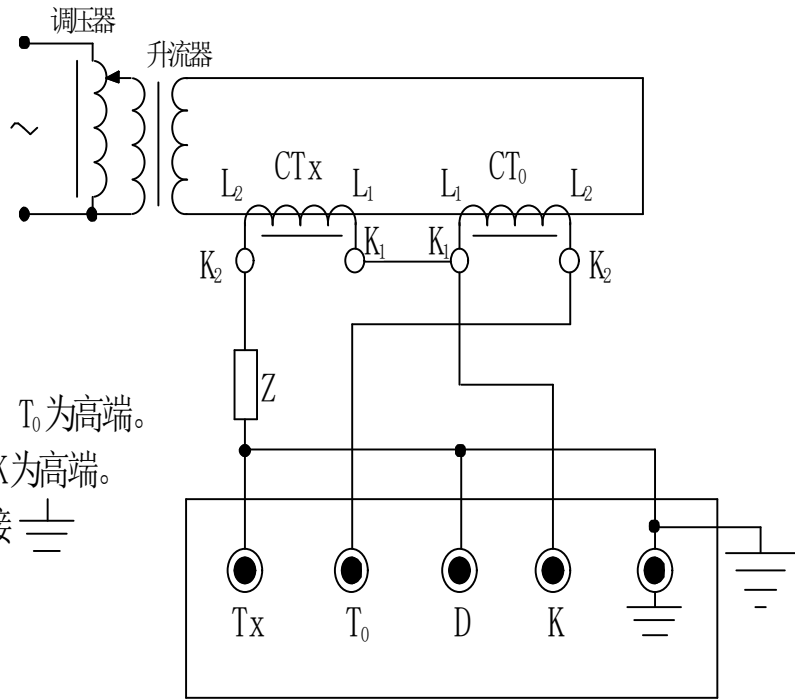 调压器
升流器
~
L₂ CTx L₁ L₁ CT₀ L₂
K₂ K₁ K₁ K₂
Z
T₀为高端。
K为高端。
接
Tx T₀ D K